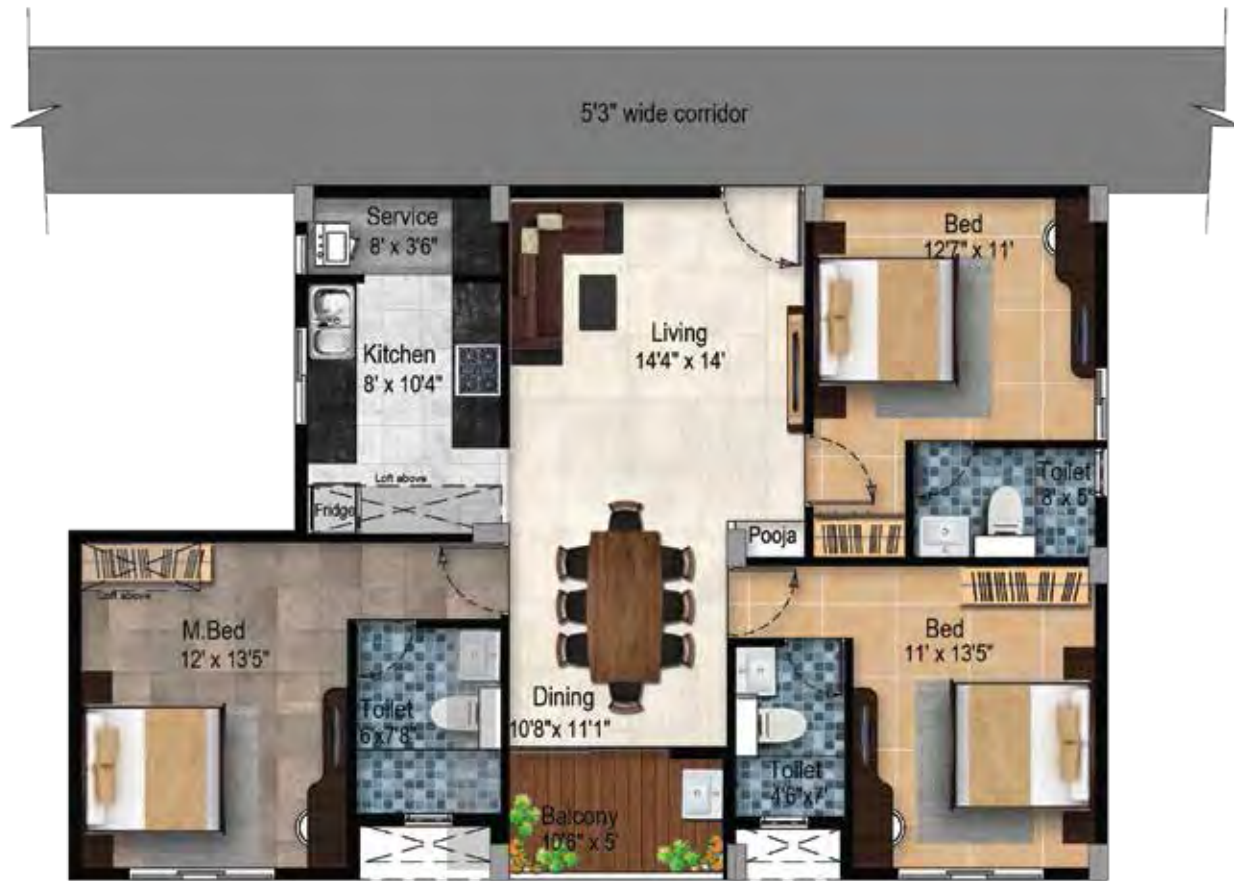 5'3" wide corridor
Service
8' x 3'6"
Bed
12'7" x 11'
Living
14'4" x 14'
Kitchen
8' x 10'4"
Loft above
Fridge
Toilet
8' x 5'
Pooja
Loft above
M.Bed
12' x 13'5"
Bed
11' x 13'5"
Dining
10'8"x 11'1"
Toilet
6'x7'8"
Toilet
4'6"x7'
Balcony
10'6" x 5'